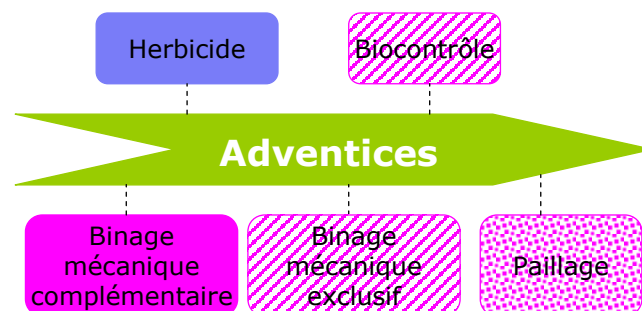 Herbicide
Biocontrôle
Adventices
Binage
mécanique
complémentaire
Binage
mécanique
exclusif
Paillage